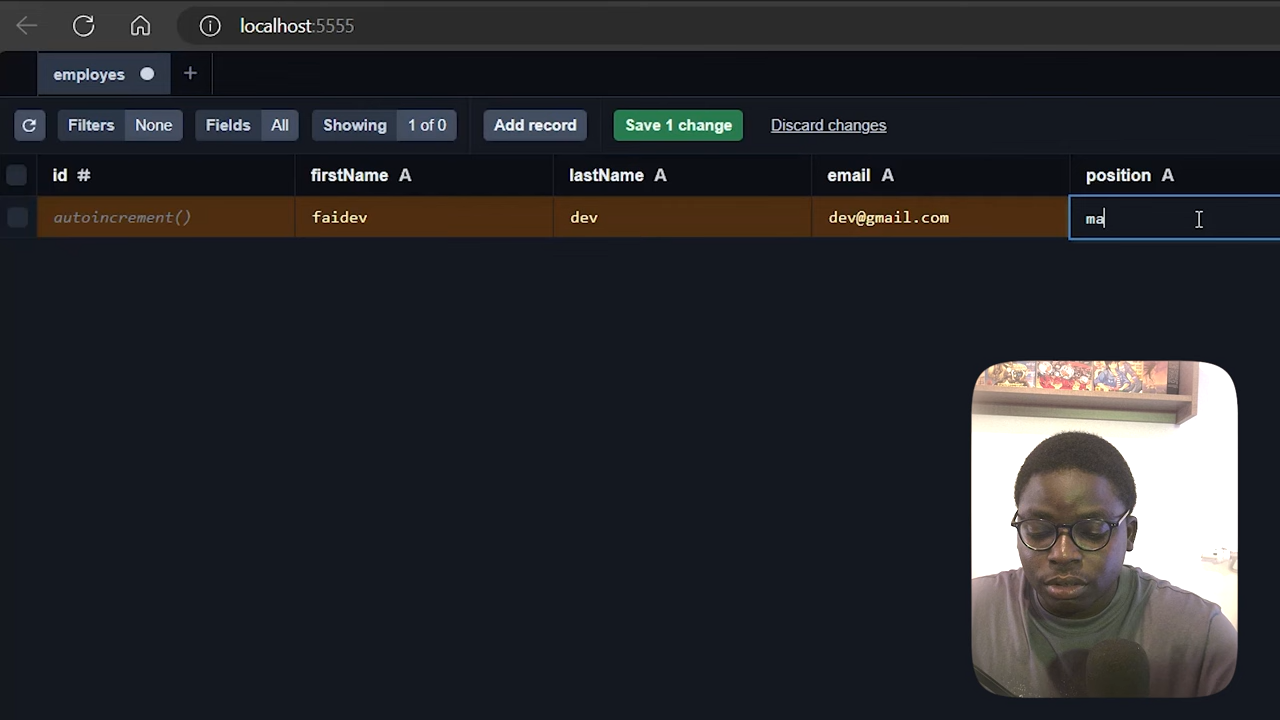 localhost:5555
employes
Filters None Fields All Showing 1 of 0 Add record Save 1 change Discard changes
id # firstName A lastName A email A position A
autoincrement() faidev dev dev@gmail.com ma